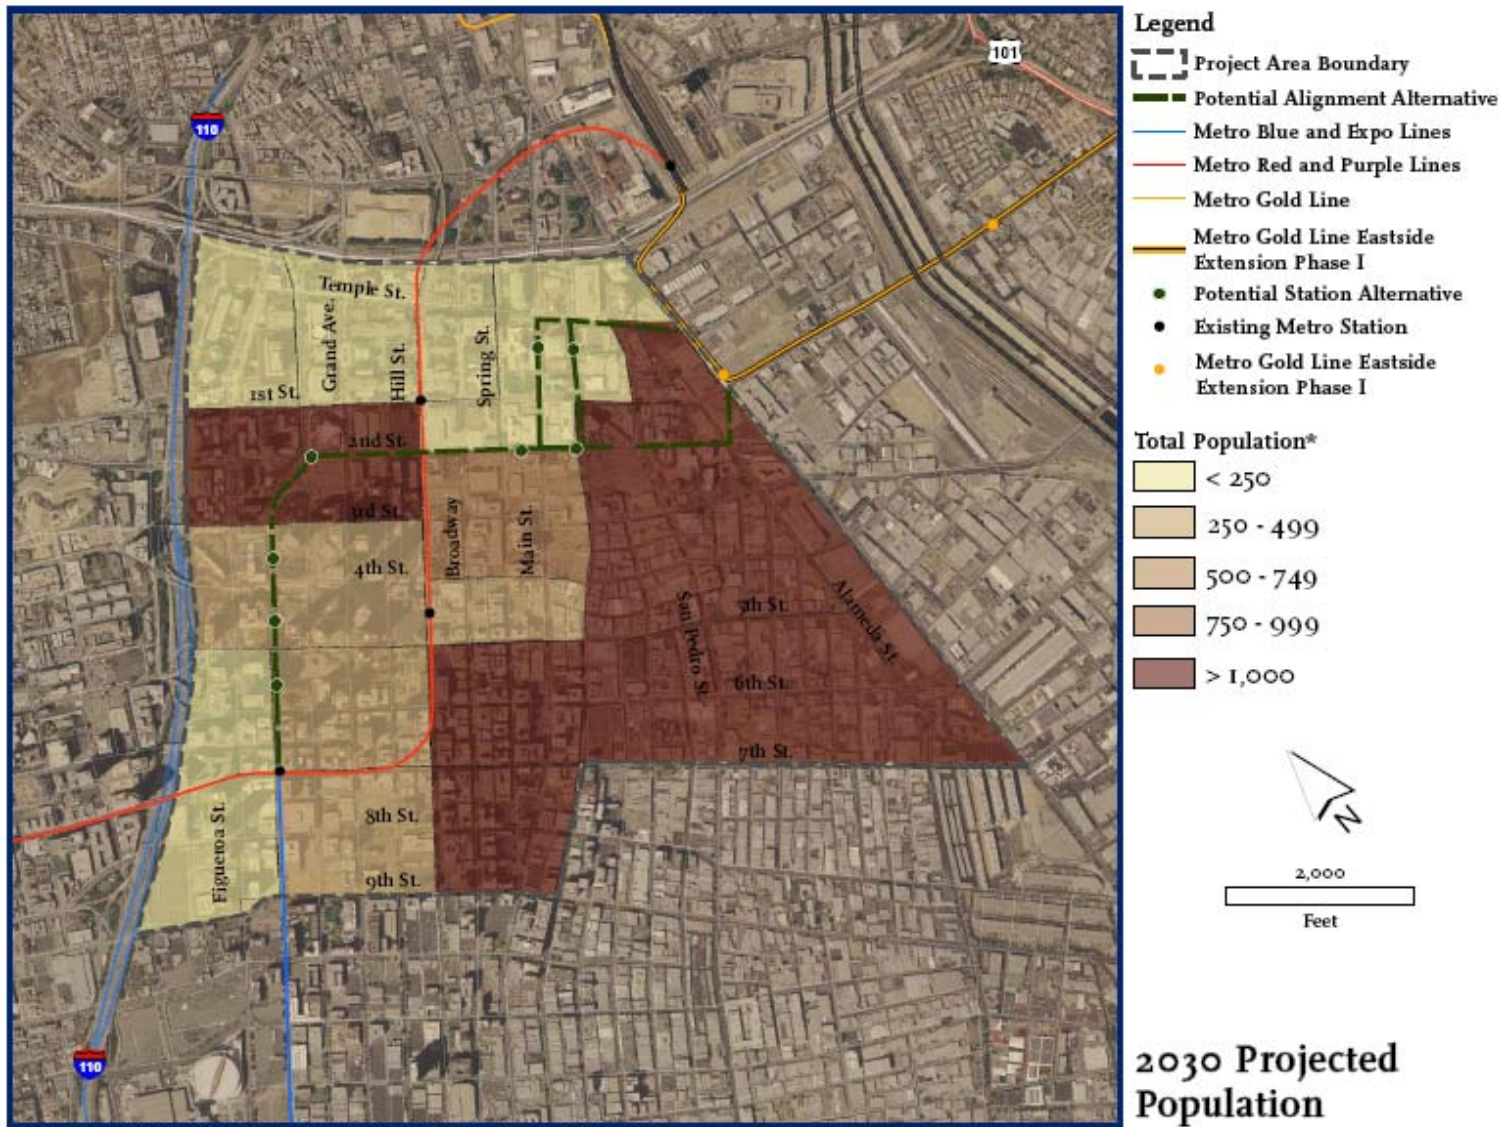 110
101
Temple St.
Grand Ave.
Hill St.
Spring St.
1st St.
2nd St.
3rd St.
Broadway
Main St.
4th St.
5th St.
San Pedro St.
Alameda St.
6th St.
7th St.
8th St.
Figueroa St.
9th St.
110
Legend
Project Area Boundary
Potential Alignment Alternative
Metro Blue and Expo Lines
Metro Red and Purple Lines
Metro Gold Line
Metro Gold Line Eastside
Extension Phase I
Potential Station Alternative
Existing Metro Station
Metro Gold Line Eastside
Extension Phase I
Total Population*
< 250
250 - 499
500 - 749
750 - 999
> 1,000
N
2,000
Feet
2030 Projected
Population